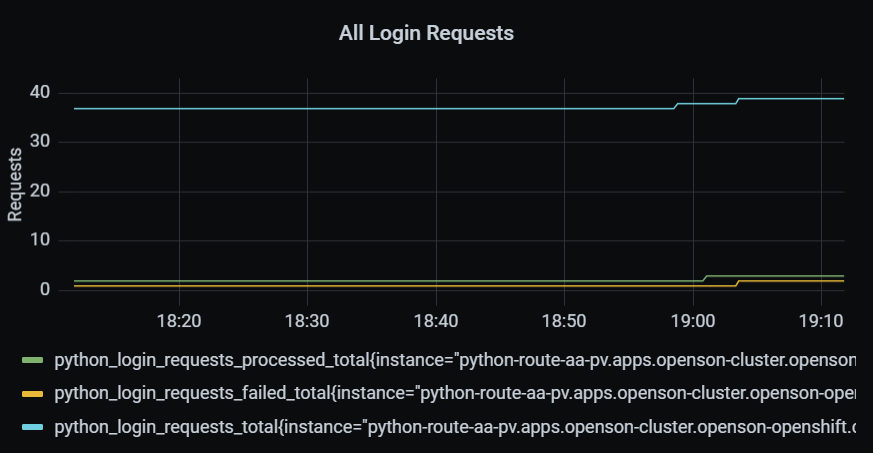 All Login Requests
Requests
40
30
20
10
0
18:20 18:30 18:40 18:50 19:00 19:10
python_login_requests_processed_total{instance="python-route-aa-pv.apps.openson-cluster.openson
python_login_requests_failed_total{instance="python-route-aa-pv.apps.openson-cluster.openson-ope
python_login_requests_total{instance="python-route-aa-pv.apps.openson-cluster.openson-openshift.